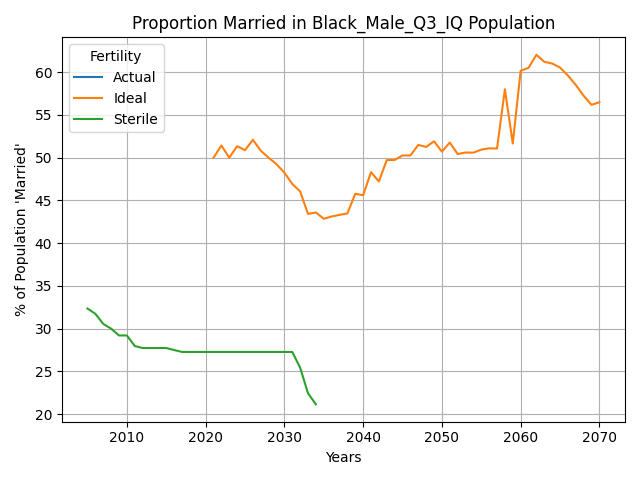 Proportion Married in Black_Male_Q3_IQ Population
Fertility
Actual
Ideal
Sterile
% of Population 'Married'
60
55
50
45
40
35
30
25
20
2010
2020
2030
2040
2050
2060
2070
Years